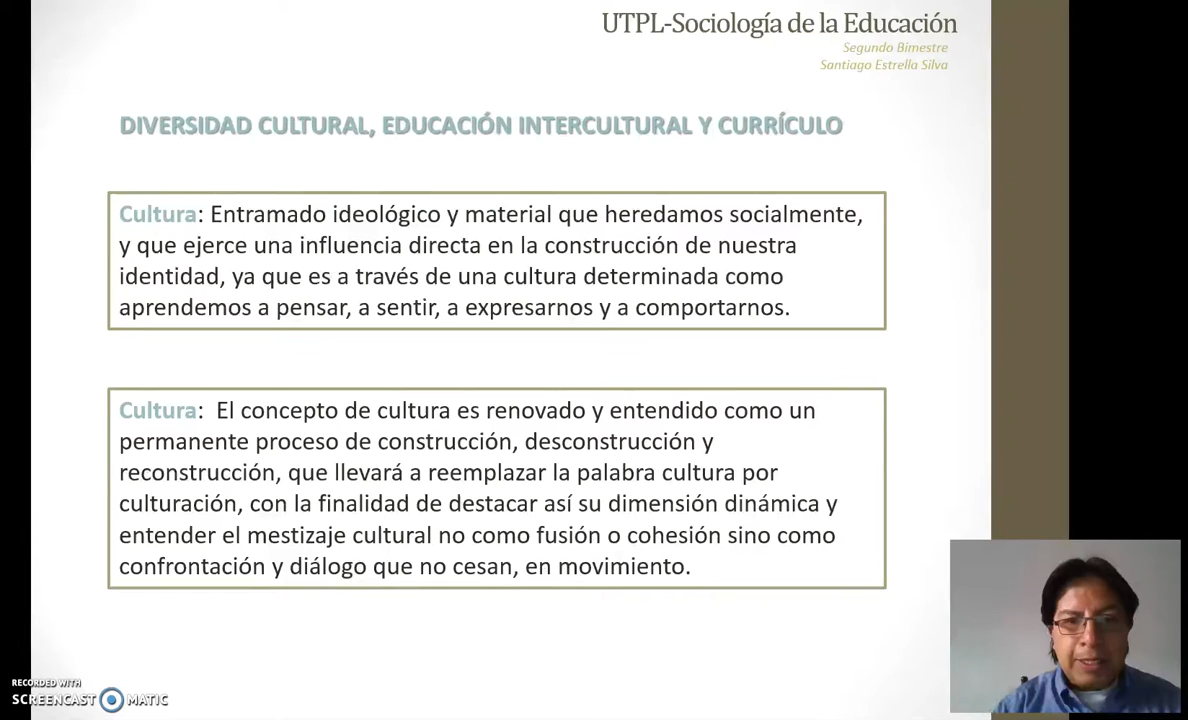 UTPL-Sociología de la Educación
Segundo Bimestre
Santiago Estrella Silva
DIVERSIDAD CULTURAL, EDUCACIÓN INTERCULTURAL Y CURRÍCULO
Cultura: Entramado ideológico y material que heredamos socialmente,
y que ejerce una influencia directa en la construcción de nuestra
identidad, ya que es a través de una cultura determinada como
aprendemos a pensar, a sentir, a expresarnos y a comportarnos.
Cultura: El concepto de cultura es renovado y entendido como un
permanente proceso de construcción, desconstrucción y
reconstrucción, que llevará a reemplazar la palabra cultura por
culturación, con la finalidad de destacar así su dimensión dinámica y
entender el mestizaje cultural no como fusión o cohesión sino como
confrontación y diálogo que no cesan, en movimiento.
RECORDED WITH
SCREENCAST MATIC